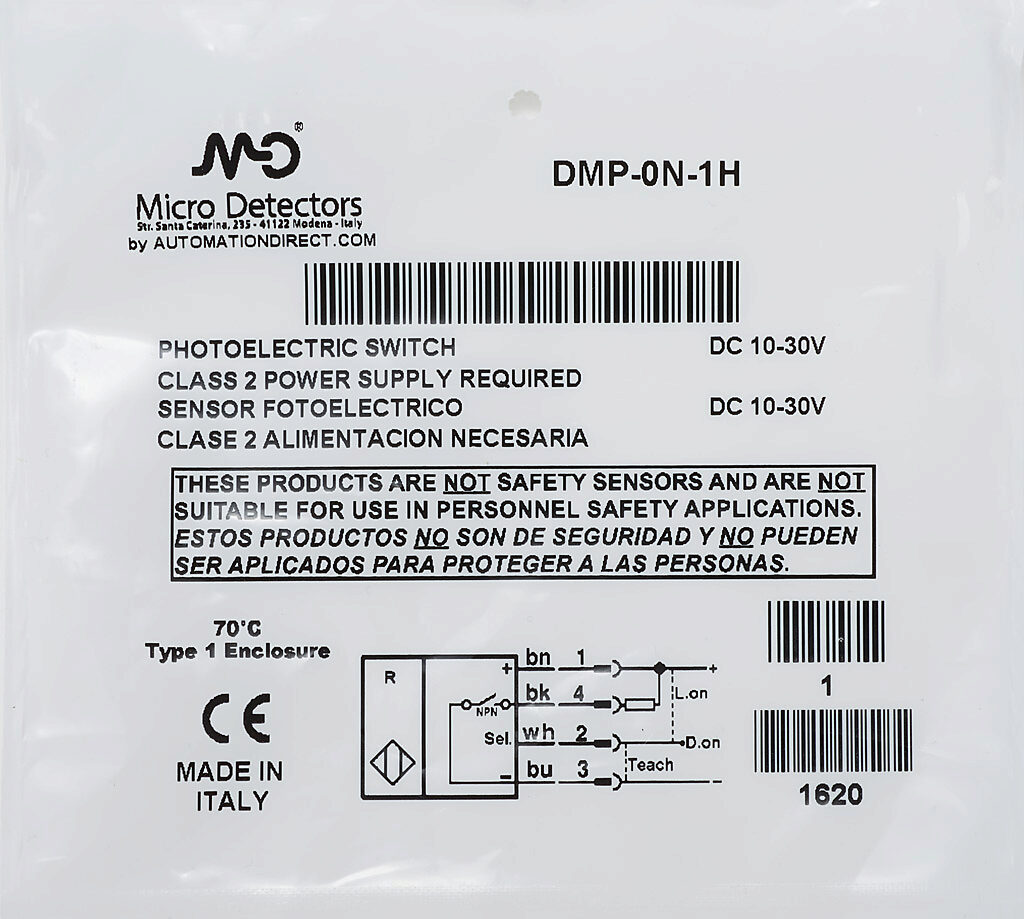 MD®
DMP-0N-1H
Micro Detectors
Str. Santa Caterina, 235 - 41122 Modena - Italy
by AUTOMATIONDIRECT.COM
PHOTOELECTRIC SWITCH DC 10-30V
CLASS 2 POWER SUPPLY REQUIRED
SENSOR FOTOELECTRICO DC 10-30V
CLASE 2 ALIMENTACION NECESARIA
THESE PRODUCTS ARE NOT SAFETY SENSORS AND ARE NOT
SUITABLE FOR USE IN PERSONNEL SAFETY APPLICATIONS.
ESTOS PRODUCTOS NO SON DE SEGURIDAD Y NO PUEDEN
SER APLICADOS PARA PROTEGER A LAS PERSONAS.
70°C
Type 1 Enclosure
CE
MADE IN
ITALY
R
+ bn 1 +
bk 4 L.on
NPN
Sel. wh 2 D.on
Teach
- bu 3 -
1
1620